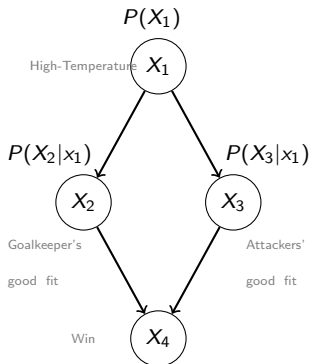 P(X₁)
High-Temperature
X₁
P(X₂|x₁)
P(X₃|x₁)
X₂
X₃
Goalkeeper's
good fit
Attackers'
good fit
Win
X₄